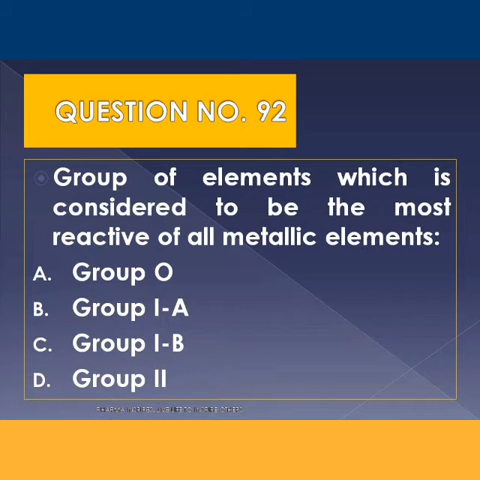 QUESTION NO. 92
Group of elements which is
considered to be the most
reactive of all metallic elements:
A. Group O
B. Group I-A
C. Group I-B
D. Group II